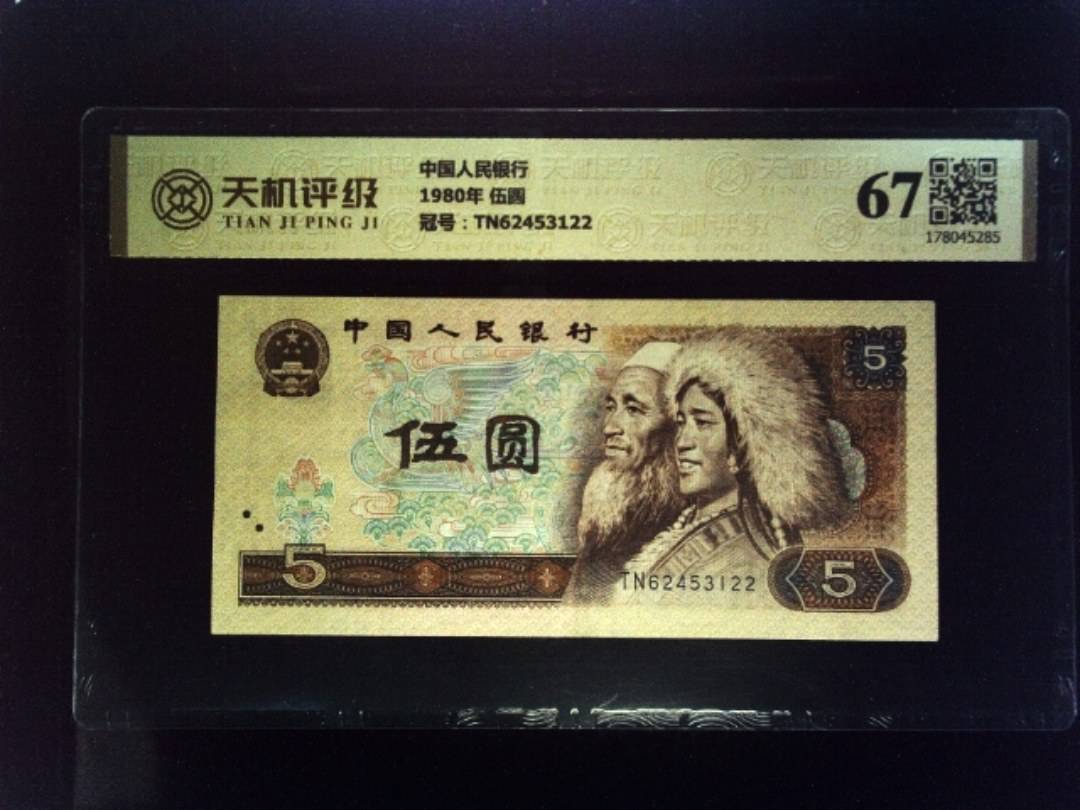 天机评级
TIAN JI PING JI
中国人民银行
1980年 伍圆
冠号：TN62453122
67
178045285
中国人民银行
5
伍圆
5
TN62453122
5